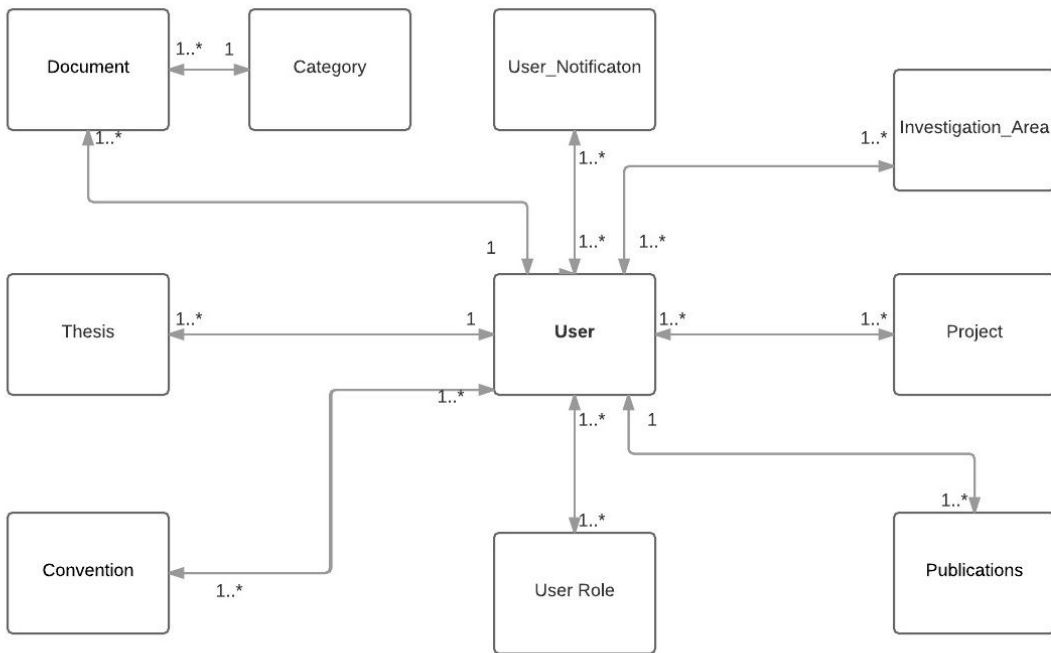 Document
1..*
1
Category
User_Notificaton
Investigation_Area
1..*
1..*
1..*
1
1..*
1..*
Thesis
1..*
1
User
1..*
1..*
Project
1..*
1..*
1
1..*
1..*
1..*
Convention
User Role
Publications